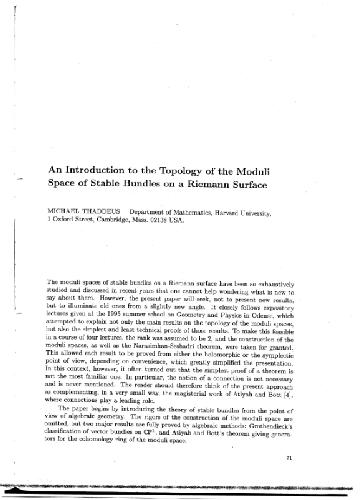 An Introduction to the Topology of the Moduli
Space of Stable Bundles on a Riemann Surface
MICHAEL THADDEUS Department of Mathematics, Harvard University,
1 Oxford Street, Cambridge, Mass. 02138 USA.
The moduli spaces of stable bundles on a Riemann surface have been so exhaustively
studied and discussed in recent years that one cannot help wondering what is new to
say about them. However, the present paper will seek, not to present new results,
but to illuminate old ones from a slightly new angle. It closely follows expository
lectures given at the 1995 summer school on Geometry and Physics in Odense, which
attempted to explain not only the main results on the topology of the moduli spaces,
but also the simplest and least technical proofs of those results. To make this feasible
in a course of four lectures, the rank was assumed to be 2, and the construction of the
moduli spaces, as well as the Narasimhan-Seshadri theorem, were taken for granted.
This allowed each result to be proved from either the holomorphic or the symplectic
point of view, depending on convenience, which greatly simplified the presentation.
In this context, however, it often turned out that the simplest proof of a theorem is
not the most familiar one. In particular, the notion of a connection is not necessary
and is never mentioned. The reader should therefore think of the present approach
as complementing, in a very small way, the magisterial work of Atiyah and Bott [4],
where connections play a leading role.
The paper begins by introducing the theory of stable bundles from the point of
view of algebraic geometry. The rigors of the construction of the moduli space are
omitted, but two major results are fully proved by algebraic methods: Grothendieck's
classification of vector bundles on CP¹, and Atiyah and Bott's theorem giving genera-
tors for the cohomology ring of the moduli space.
71